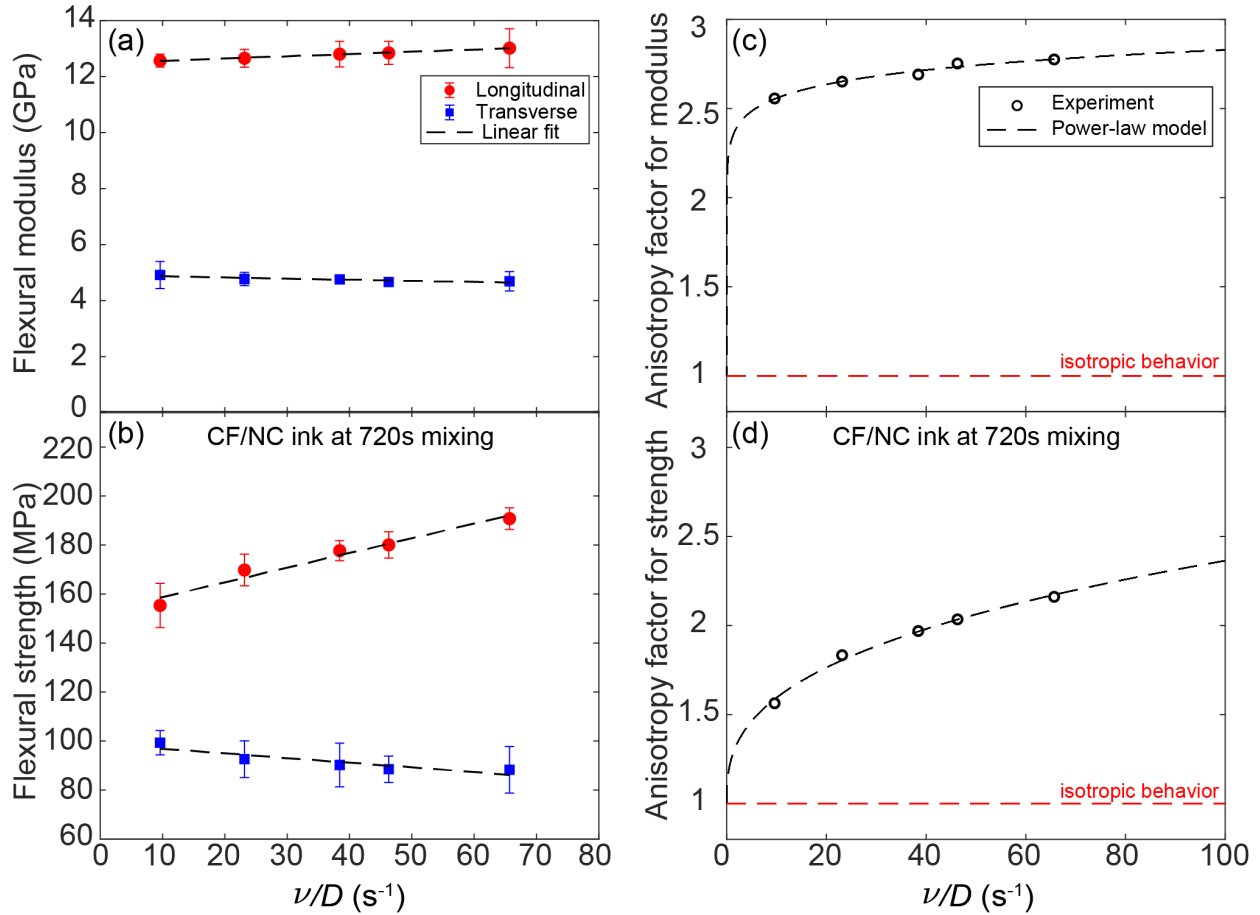 (a)
Flexural modulus (GPa)
14
12
10
8
6
4
2
0
Longitudinal
Transverse
Linear fit
(c)
Anisotropy factor for modulus
3
2.5
2
1.5
1
Experiment
Power-law model
isotropic behavior
(b)
CF/NC ink at 720s mixing
Flexural strength (MPa)
220
200
180
160
140
120
100
80
60
0 10 20 30 40 50 60 70 80
ν/D (s⁻¹)
(d)
CF/NC ink at 720s mixing
Anisotropy factor for strength
3
2.5
2
1.5
1
isotropic behavior
0 20 40 60 80 100
ν/D (s⁻¹)